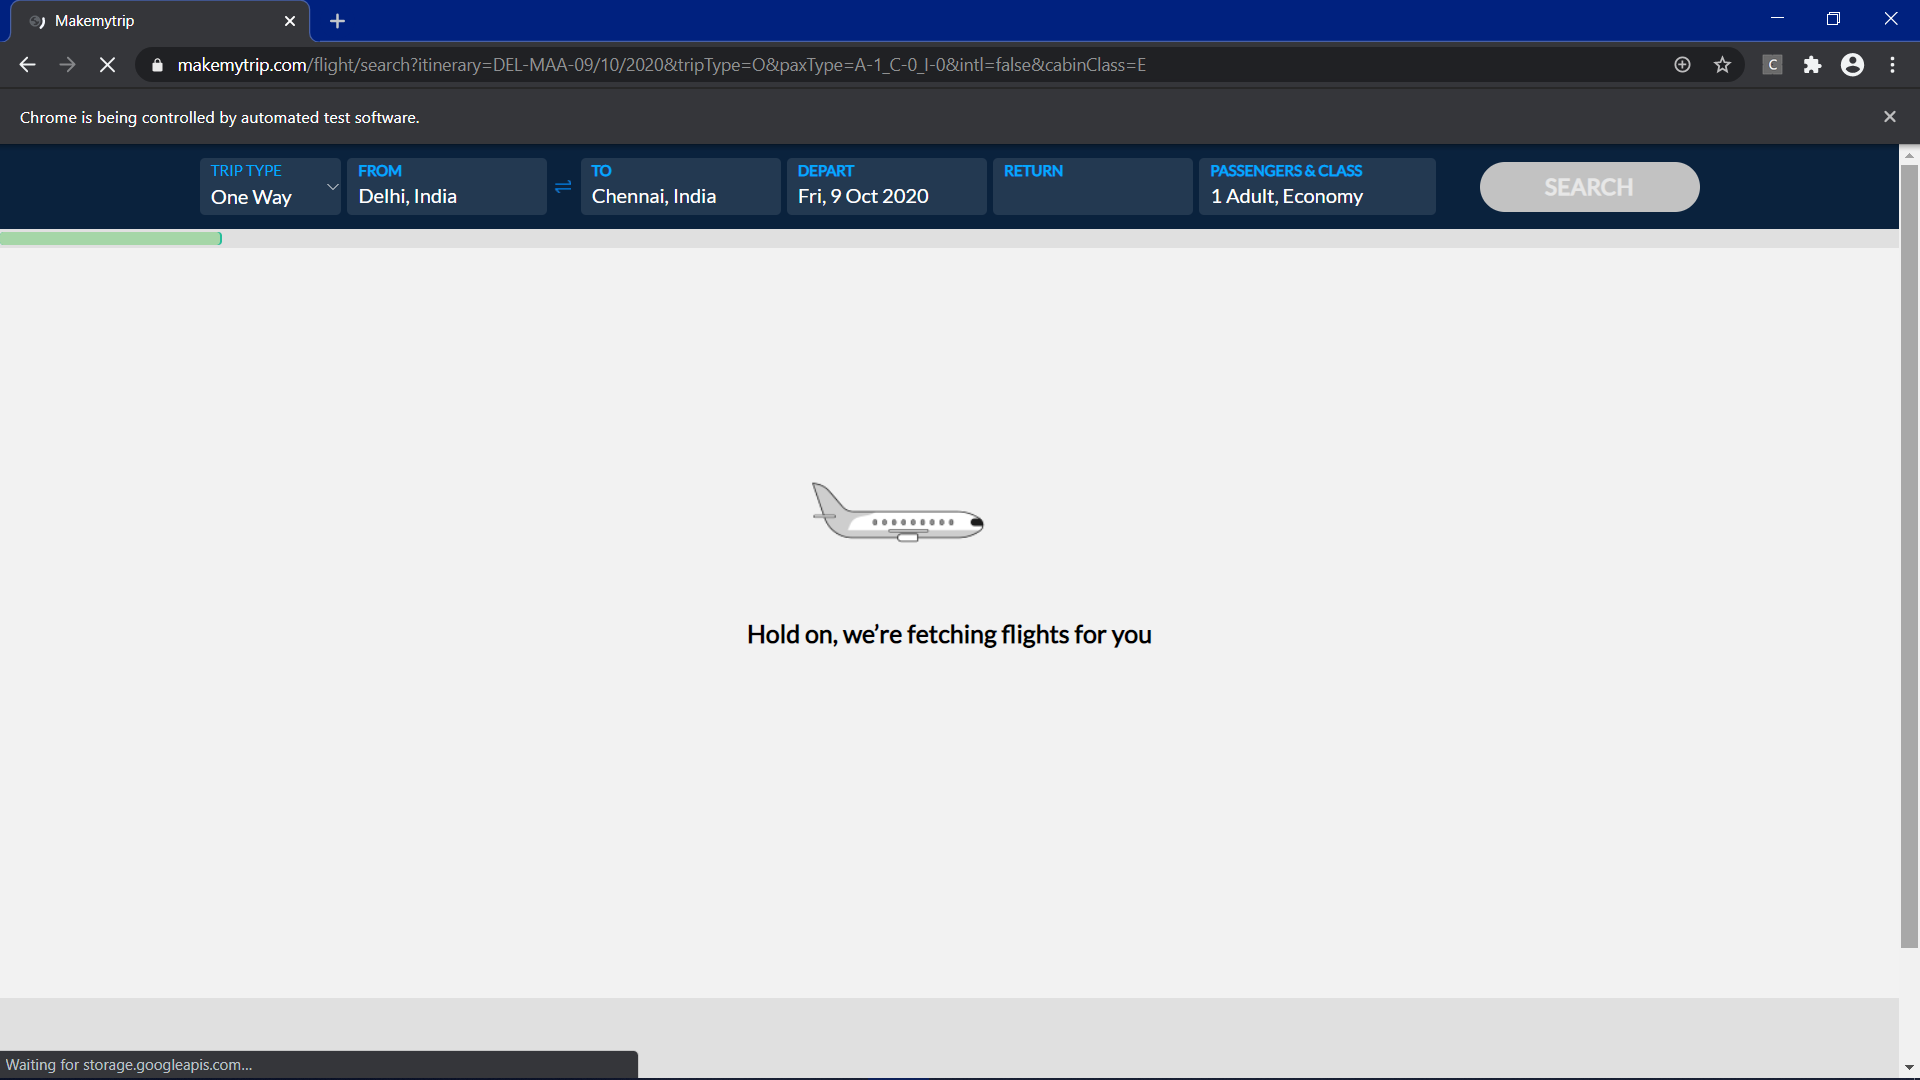 Makemytrip
makemytrip.com/flight/search?itinerary=DEL-MAA-09/10/2020&tripType=O&paxType=A-1_C-0_I-0&intl=false&cabinClass=E
C
Chrome is being controlled by automated test software.
TRIP TYPE
One Way
FROM
Delhi, India
TO
Chennai, India
DEPART
Fri, 9 Oct 2020
RETURN
PASSENGERS & CLASS
1 Adult, Economy
SEARCH
Hold on, we’re fetching flights for you
Waiting for storage.googleapis.com...